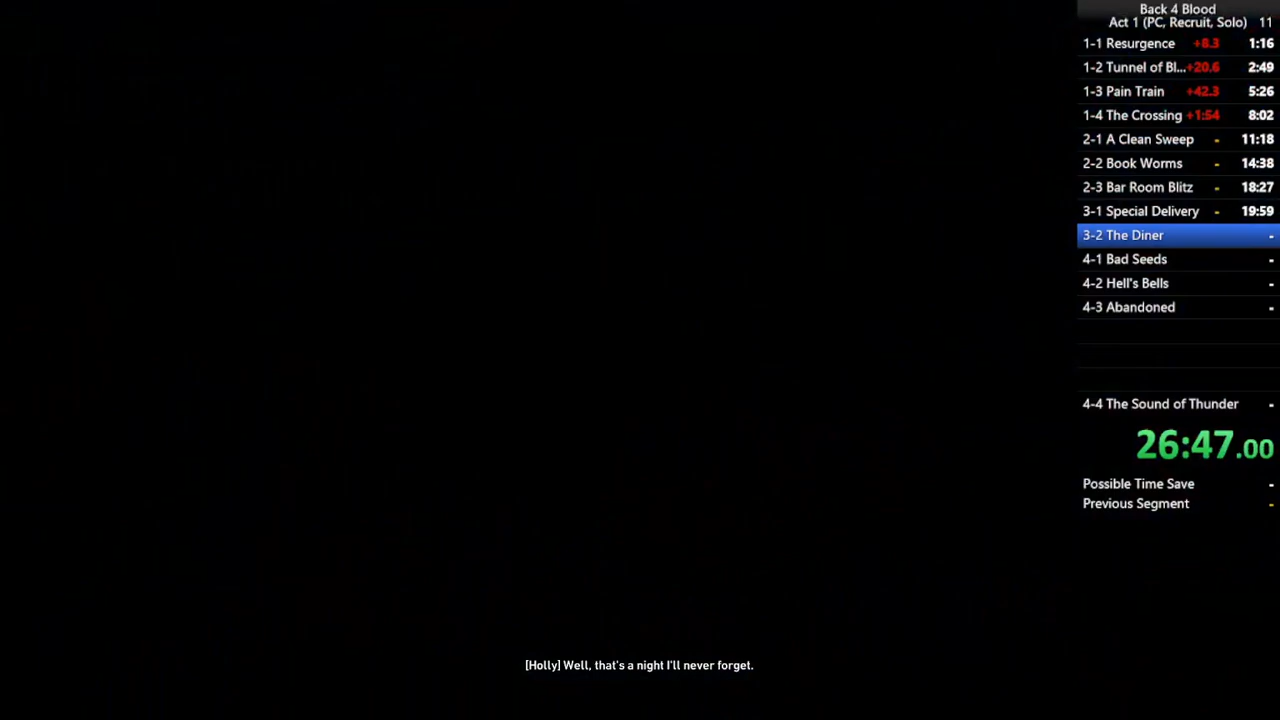 Back 4 Blood
Act 1 (PC, Recruit, Solo) 11
1-1 Resurgence +8.3 1:16
1-2 Tunnel of Bl... +20.6 2:49
1-3 Pain Train +42.3 5:26
1-4 The Crossing +1:54 8:02
2-1 A Clean Sweep - 11:18
2-2 Book Worms - 14:38
2-3 Bar Room Blitz - 18:27
3-1 Special Delivery - 19:59
3-2 The Diner -
4-1 Bad Seeds -
4-2 Hell's Bells -
4-3 Abandoned -
4-4 The Sound of Thunder -
26:47.00
Possible Time Save -
Previous Segment -
[Holly] Well, that's a night I'll never forget.